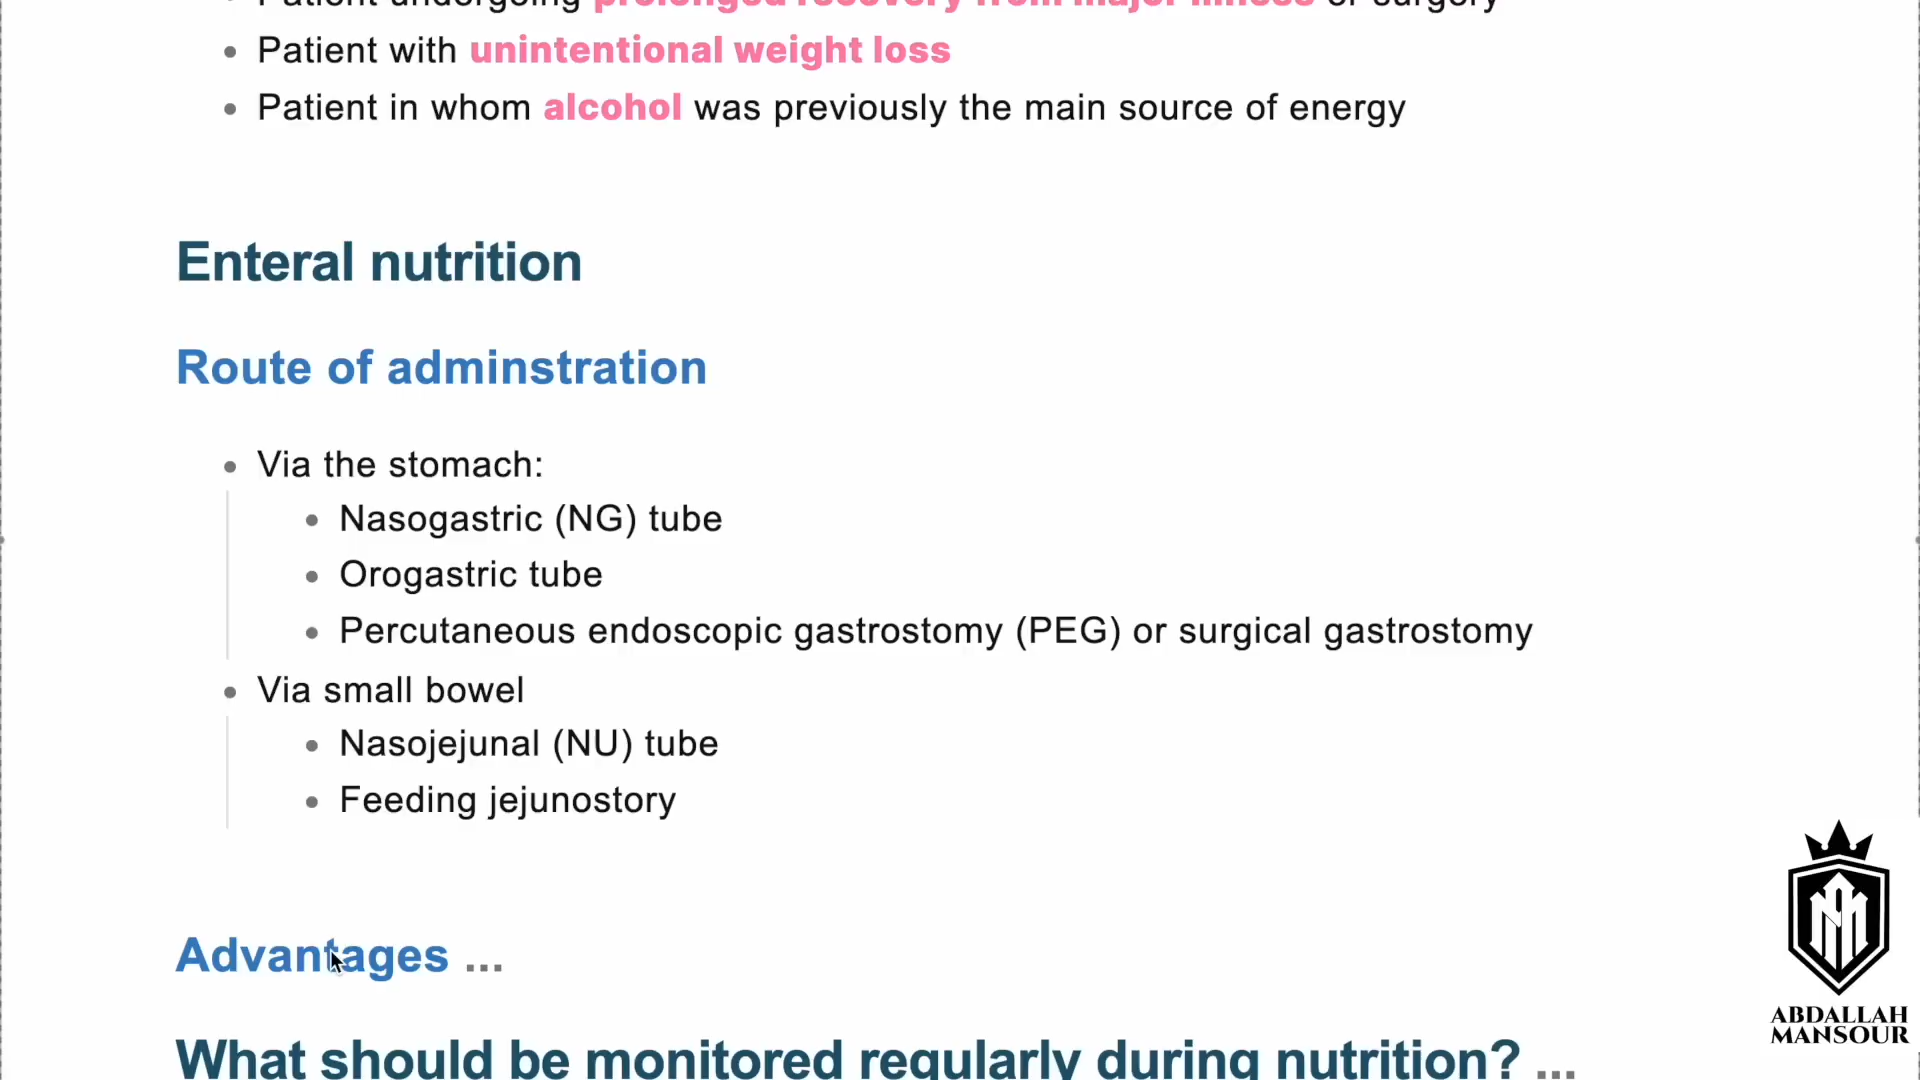 Patient undergoing prolonged recovery from major illness or surgery
Patient with unintentional weight loss
Patient in whom alcohol was previously the main source of energy
Enteral nutrition
Route of adminstration
Via the stomach:
Nasogastric (NG) tube
Orogastric tube
Percutaneous endoscopic gastrostomy (PEG) or surgical gastrostomy
Via small bowel
Nasojejunal (NU) tube
Feeding jejunostory
Advantages ...
What should be monitored regularly during nutrition? ...
ABDALLAH
MANSOUR